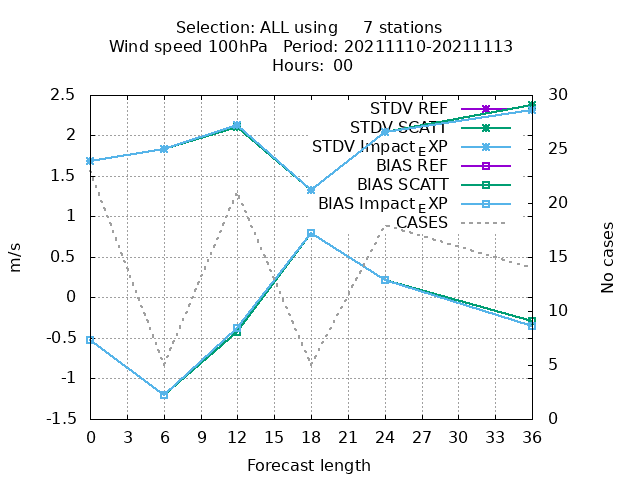 Selection: ALL using 7 stations
Wind speed 100hPa Period: 20211110-20211113
Hours: 00
2.5
2
1.5
1
0.5
0
-0.5
-1
-1.5
m/s
30
25
20
15
10
5
0
No cases
STDV REF
STDV SCATT
STDV Impact_EXP
BIAS REF
BIAS SCATT
BIAS Impact_EXP
CASES
0 3 6 9 12 15 18 21 24 27 30 33 36
Forecast length